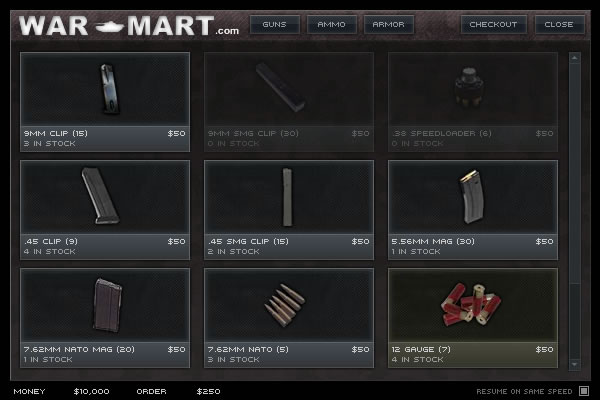 WAR MART.com GUNS AMMO ARMOR CHECKOUT CLOSE
9MM CLIP (15) $50
3 IN STOCK
9MM SMG CLIP (30) $50
0 IN STOCK
.38 SPEEDLOADER (6) $50
0 IN STOCK
.45 CLIP (9) $50
4 IN STOCK
.45 SMG CLIP (15) $50
2 IN STOCK
5.56MM MAG (30) $50
1 IN STOCK
7.62MM NATO MAG (20) $50
1 IN STOCK
7.62MM NATO (5) $50
3 IN STOCK
12 GAUGE (7) $50
4 IN STOCK
MONEY $10,000 ORDER $250 RESUME ON SAME SPEED